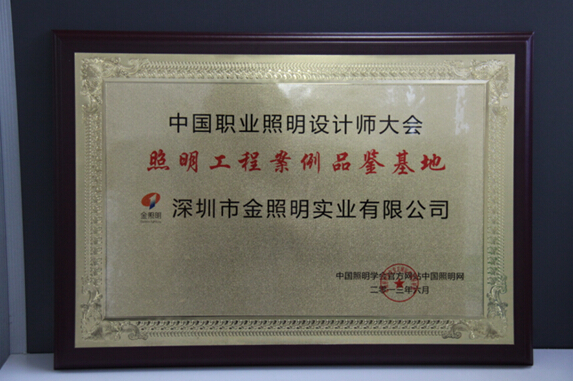 中国职业照明设计师大会
照明工程案例品鉴基地
金照明
深圳市金照明实业有限公司
中国照明学会官方网站中国照明网
二〇一三年六月